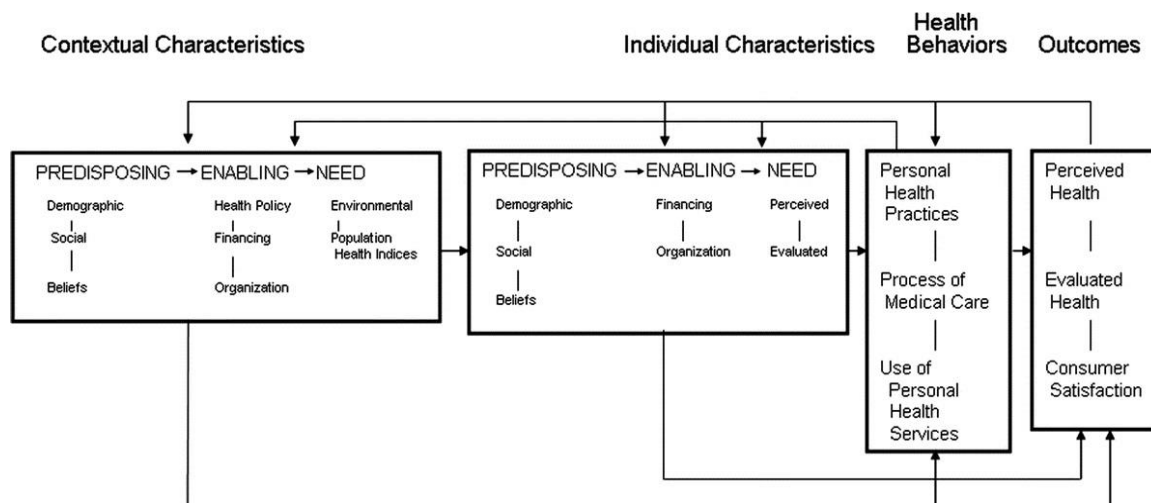 Contextual Characteristics
Individual Characteristics
Health
Behaviors
Outcomes
PREDISPOSING
ENABLING
NEED
Demographic
Social
Beliefs
Health Policy
Financing
Organization
Environmental
Population
Health Indices
PREDISPOSING
ENABLING
NEED
Demographic
Social
Beliefs
Financing
Organization
Perceived
Evaluated
Personal
Health
Practices
Process of
Medical Care
Use of
Personal
Health
Services
Perceived
Health
Evaluated
Health
Consumer
Satisfaction